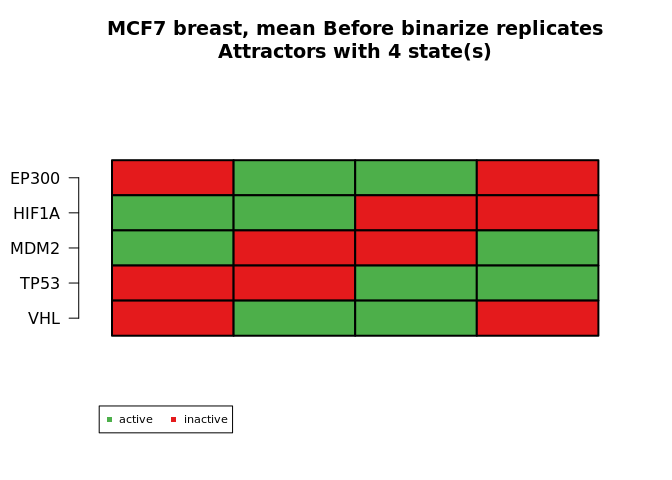 MCF7 breast, mean Before binarize replicates
Attractors with 4 state(s)
EP300
HIF1A
MDM2
TP53
VHL
active inactive